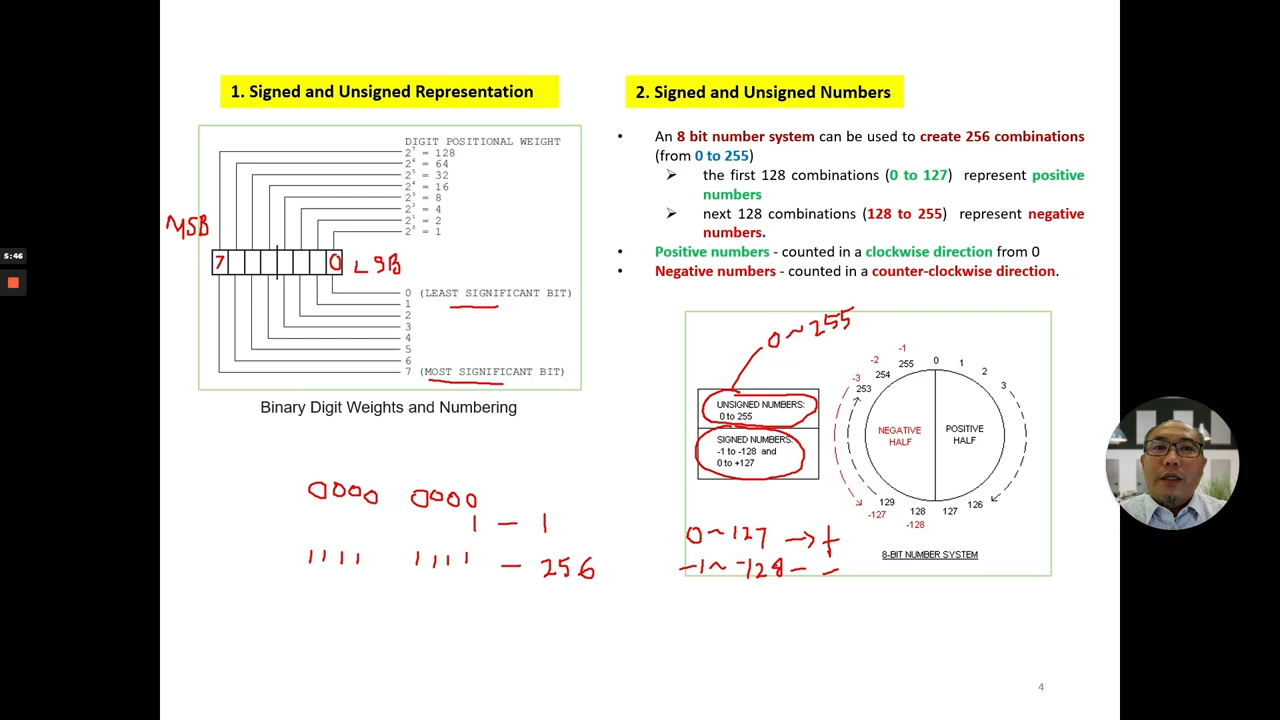 1. Signed and Unsigned Representation
DIGIT POSITIONAL WEIGHT
2⁷ = 128
2⁶ = 64
2⁵ = 32
2⁴ = 16
2³ = 8
2² = 4
2¹ = 2
2⁰ = 1
MSB
7
0
LSB
0 (LEAST SIGNIFICANT BIT)
1
2
3
4
5
6
7 (MOST SIGNIFICANT BIT)
Binary Digit Weights and Numbering
0000 0000
1 – 1
1111 1111 – 256
2. Signed and Unsigned Numbers
• An 8 bit number system can be used to create 256 combinations
(from 0 to 255)
➢ the first 128 combinations (0 to 127) represent positive
numbers
➢ next 128 combinations (128 to 255) represent negative
numbers.
• Positive numbers - counted in a clockwise direction from 0
• Negative numbers - counted in a counter-clockwise direction.
0 ~ 255
UNSIGNED NUMBERS:
0 to 255
SIGNED NUMBERS:
-1 to -128 and
0 to +127
0 ~ 127 → +
-1 ~ -128 – –
-1
-2
-3
255
254
253
0
1
2
3
NEGATIVE
HALF
POSITIVE
HALF
129
128
127
126
-127
-128
8-BIT NUMBER SYSTEM
5:46
4